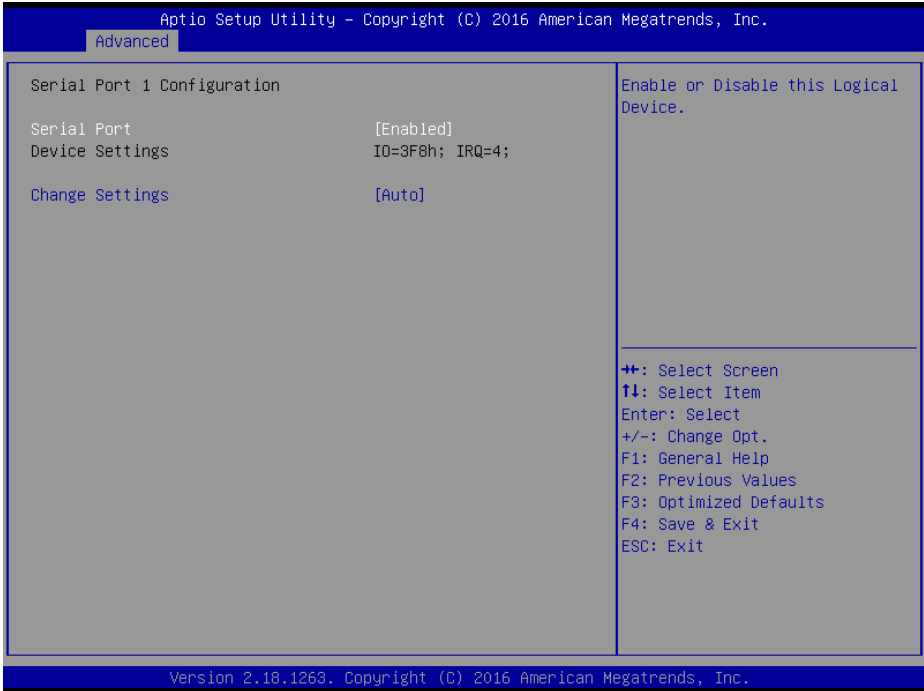 Aptio Setup Utility – Copyright (C) 2016 American Megatrends, Inc.
Advanced
Serial Port 1 Configuration
Serial Port [Enabled]
Device Settings IO=3F8h; IRQ=4;
Change Settings [Auto]
Enable or Disable this Logical
Device.
→←: Select Screen
↑↓: Select Item
Enter: Select
+/-: Change Opt.
F1: General Help
F2: Previous Values
F3: Optimized Defaults
F4: Save & Exit
ESC: Exit
Version 2.18.1263. Copyright (C) 2016 American Megatrends, Inc.